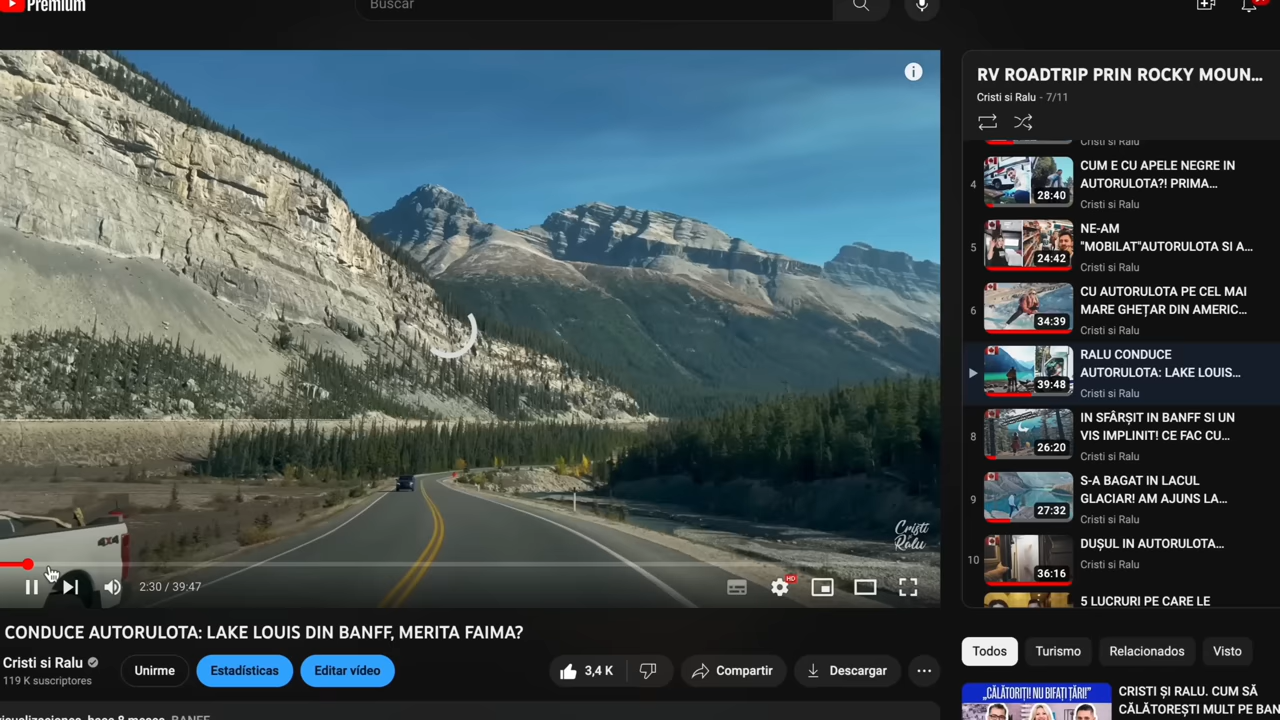 Premium
Buscar
RV ROADTRIP PRIN ROCKY MOUN...
Cristi si Ralu - 7/11
Cristi si Ralu
4
CUM E CU APELE NEGRE IN
AUTORULOTA?! PRIMA...
28:40
Cristi si Ralu
5
NE-AM
"MOBILAT"AUTORULOTA SI A...
24:42
Cristi si Ralu
6
CU AUTORULOTA PE CEL MAI
MARE GHEȚAR DIN AMERIC...
34:39
Cristi si Ralu
RALU CONDUCE
AUTORULOTA: LAKE LOUIS...
39:48
Cristi si Ralu
8
IN SFÂRȘIT IN BANFF SI UN
VIS IMPLINIT! CE FAC CU...
26:20
Cristi si Ralu
9
S-A BAGAT IN LACUL
GLACIAR! AM AJUNS LA...
27:32
Cristi si Ralu
10
DUȘUL IN AUTORULOTA...
36:16
Cristi si Ralu
5 LUCRURI PE CARE LE
4x4
Cristi
Ralu
2:30 / 39:47
HD
CONDUCE AUTORULOTA: LAKE LOUIS DIN BANFF, MERITA FAIMA?
Cristi si Ralu
119 K suscriptores
Unirme
Estadísticas
Editar vídeo
3,4 K
Compartir
Descargar
Todos
Turismo
Relacionados
Visto
„CĂLĂTORIȚI! NU BIFAȚI ȚĂRI!”
CRISTI ȘI RALU. CUM SĂ
CĂLĂTOREȘTI MULT PE BAN
visualizaciones hace 8 meses BANFF